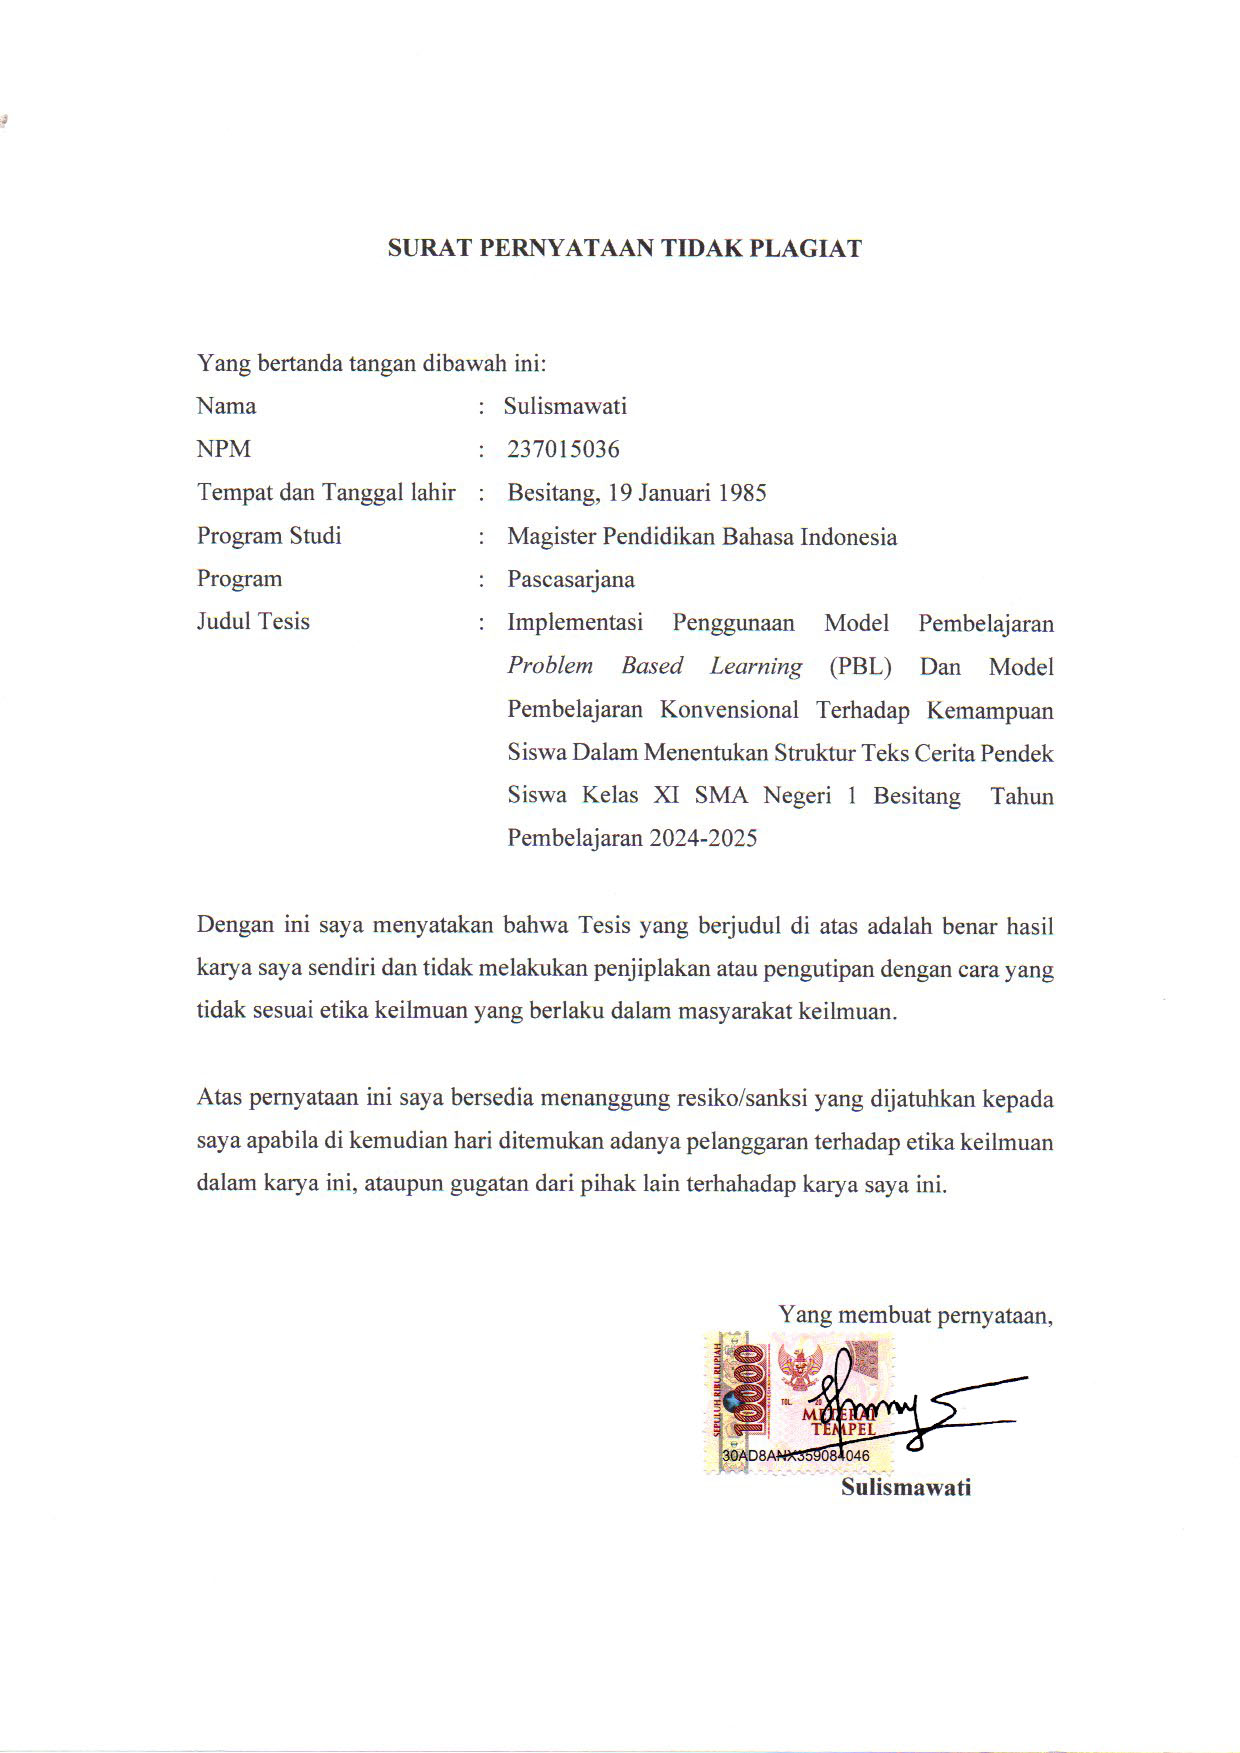 SURAT PERNYATAAN TIDAK PLAGIAT
Yang bertanda tangan dibawah ini:
Nama : Sulismawati
NPM : 237015036
Tempat dan Tanggal lahir : Besitang, 19 Januari 1985
Program Studi : Magister Pendidikan Bahasa Indonesia
Program : Pascasarjana
Judul Tesis : Implementasi Penggunaan Model Pembelajaran
Problem Based Learning (PBL) Dan Model
Pembelajaran Konvensional Terhadap Kemampuan
Siswa Dalam Menentukan Struktur Teks Cerita Pendek
Siswa Kelas XI SMA Negeri 1 Besitang Tahun
Pembelajaran 2024-2025
Dengan ini saya menyatakan bahwa Tesis yang berjudul di atas adalah benar hasil
karya saya sendiri dan tidak melakukan penjiplakan atau pengutipan dengan cara yang
tidak sesuai etika keilmuan yang berlaku dalam masyarakat keilmuan.
Atas pernyataan ini saya bersedia menanggung resiko/sanksi yang dijatuhkan kepada
saya apabila di kemudian hari ditemukan adanya pelanggaran terhadap etika keilmuan
dalam karya ini, ataupun gugatan dari pihak lain terhahadap karya saya ini.
Yang membuat pernyataan,
SEPULUH RIBU RUPIAH
10000
TGL. 20
METERAI
TEMPEL
30AD8ANX359084046
Sulismawati